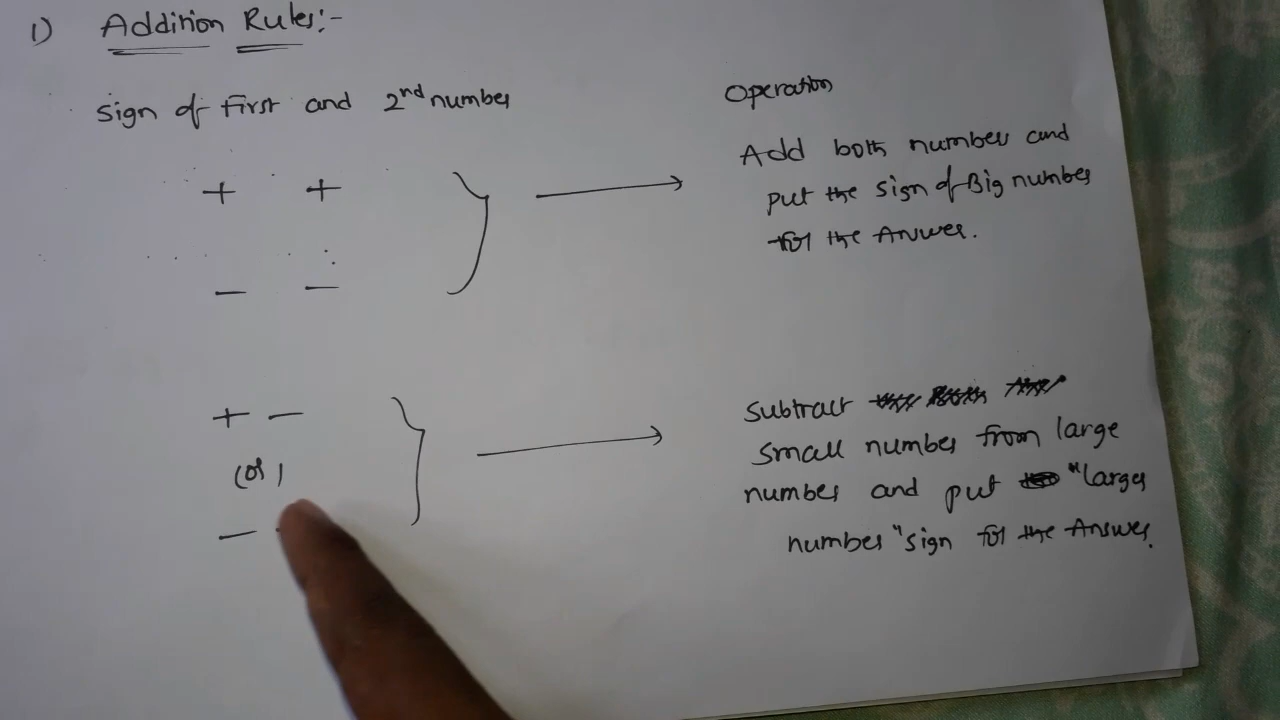 1) Addition Rules:-
Sign of First and 2nd number
Operation
+ +
- -
Add both number and
put the sign of Big number
for the Answer.
+ -
(or)
-
Subtract
small number from large
number and put "larger
number" sign for the Answer.